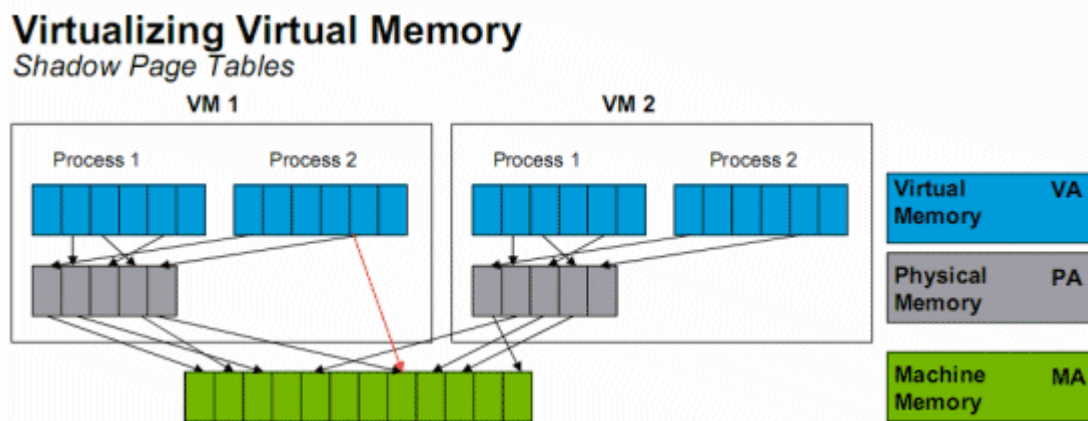 Virtualizing Virtual Memory
Shadow Page Tables
VM 1
VM 2
Process 1
Process 2
Process 1
Process 2
Virtual Memory VA
Physical Memory PA
Machine Memory MA